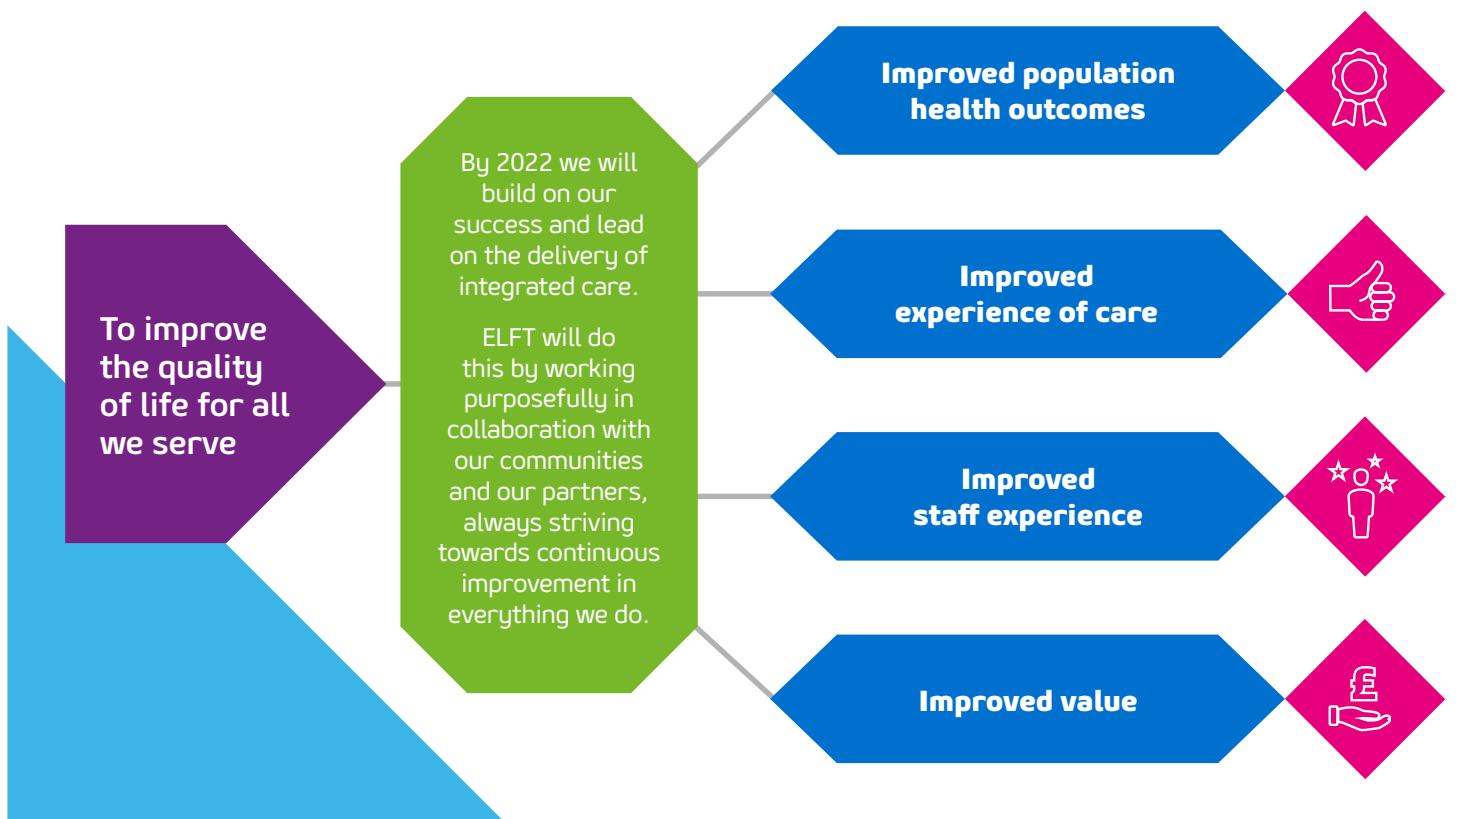 To improve
the quality
of life for all
we serve
By 2022 we will
build on our
success and lead
on the delivery of
integrated care.
ELFT will do
this by working
purposefully in
collaboration with
our communities
and our partners,
always striving
towards continuous
improvement in
everything we do.
Improved population
health outcomes
Improved
experience of care
Improved
staff experience
Improved value
£